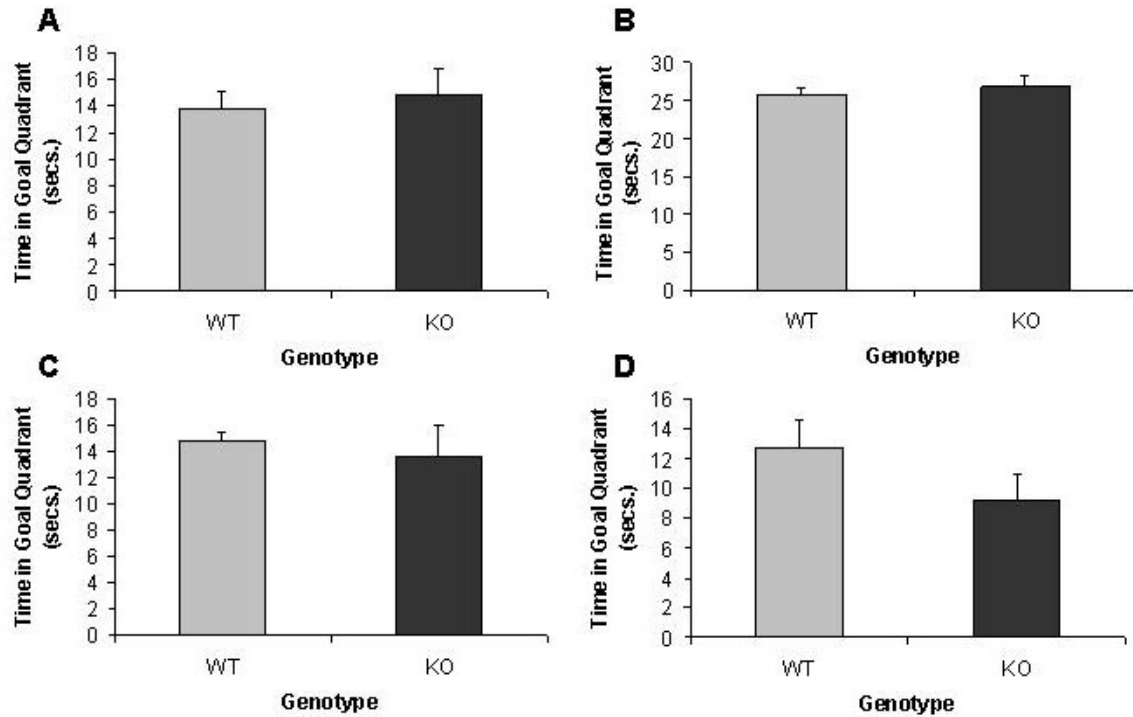 A
Time in Goal Quadrant
(secs.)
18
16
14
12
10
8
6
4
2
0
WT
KO
Genotype
B
Time in Goal Quadrant
(secs.)
30
25
20
15
10
5
0
WT
KO
Genotype
C
Time in Goal Quadrant
(secs.)
18
16
14
12
10
8
6
4
2
0
WT
KO
Genotype
D
Time in Goal Quadrant
(secs.)
16
14
12
10
8
6
4
2
0
WT
KO
Genotype